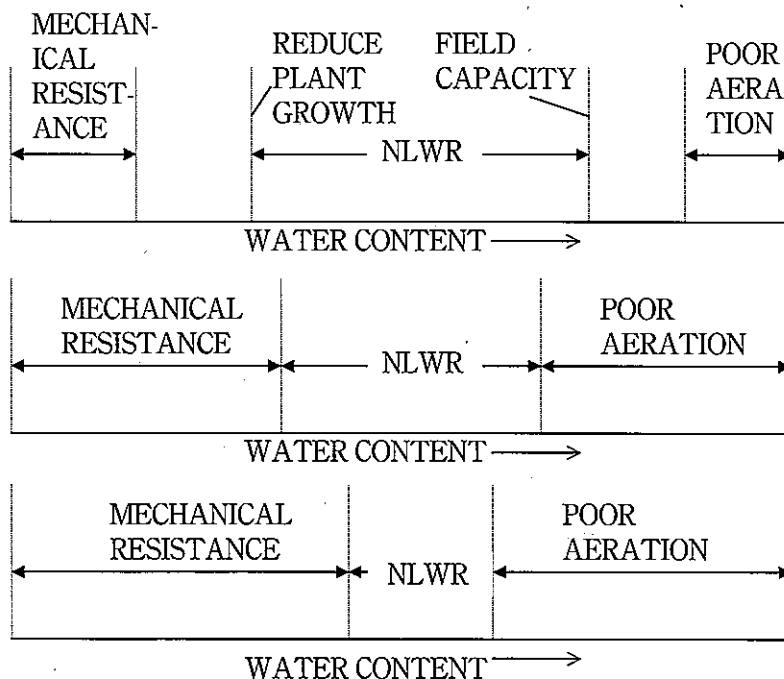 MECHAN-
ICAL
RESIST-
ANCE
REDUCE
PLANT
GROWTH
FIELD
CAPACITY
POOR
AERA
TION
NLWR
WATER CONTENT
MECHANICAL
RESISTANCE
NLWR
POOR
AERATION
WATER CONTENT
MECHANICAL
RESISTANCE
NLWR
POOR
AERATION
WATER CONTENT